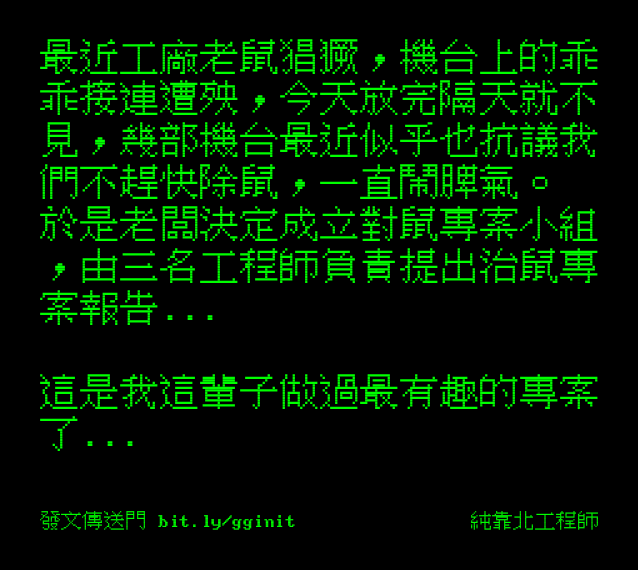 最近工廠老鼠猖獗，機台上的乖
乖接連遭殃，今天放完隔天就不
見，幾部機台最近似乎也抗議我
們不趕快除鼠，一直鬧脾氣。
於是老闆決定成立對鼠專案小組
，由三名工程師負責提出治鼠專
案報告...
這是我這輩子做過最有趣的專案
了...
發文傳送門 bit.ly/gginit
純靠北工程師